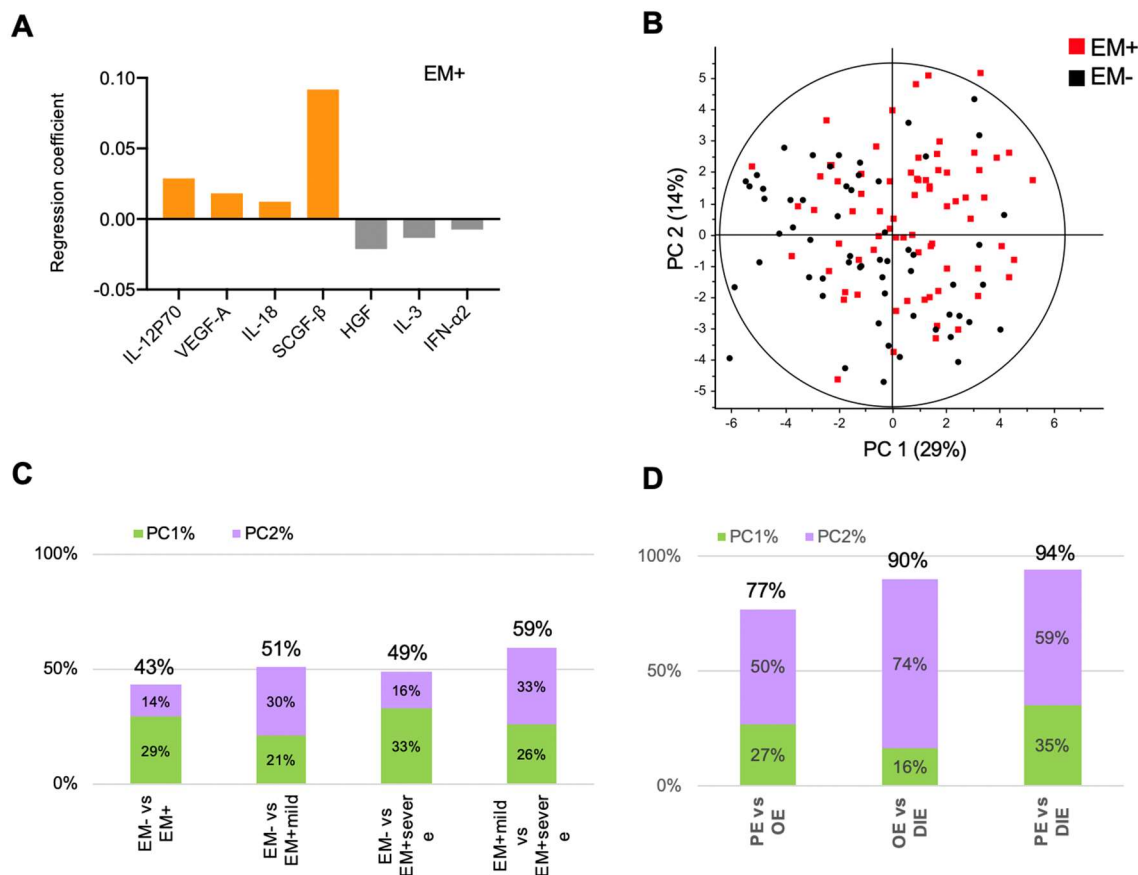 A
EM+
0.10
0.05
0.00
-0.05
Regression coefficient
IL-12P70
VEGF-A
IL-18
SCGF-β
HGF
IL-3
IFN-α2
B
EM+
EM-
5
4
3
2
1
0
-1
-2
-3
-4
-5
PC 2 (14%)
-6
-4
-2
0
2
4
6
PC 1 (29%)
C
PC1%
PC2%
100%
50%
0%
43%
14%
29%
51%
30%
21%
49%
16%
33%
59%
33%
26%
EM- vs
EM+
EM- vs
EM+mild
EM- vs
EM+sever
e
EM+mild
vs
EM+sever
e
D
PC1%
PC2%
100%
50%
0%
77%
50%
27%
90%
74%
16%
94%
59%
35%
PE vs
OE
OE vs
DIE
PE vs
DIE